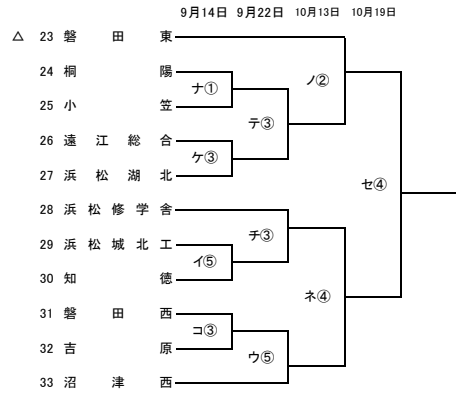 9月14日 9月22日 10月13日 10月19日
△ 23 磐田東
24 桐陽
ナ①
ノ②
25 小笠
テ③
26 遠江総合
ケ③
27 浜松湖北
セ④
28 浜松修学舎
チ③
29 浜松城北工
イ⑤
30 知徳
ネ④
31 磐田西
コ③
32 吉原
ウ⑤
33 沼津西